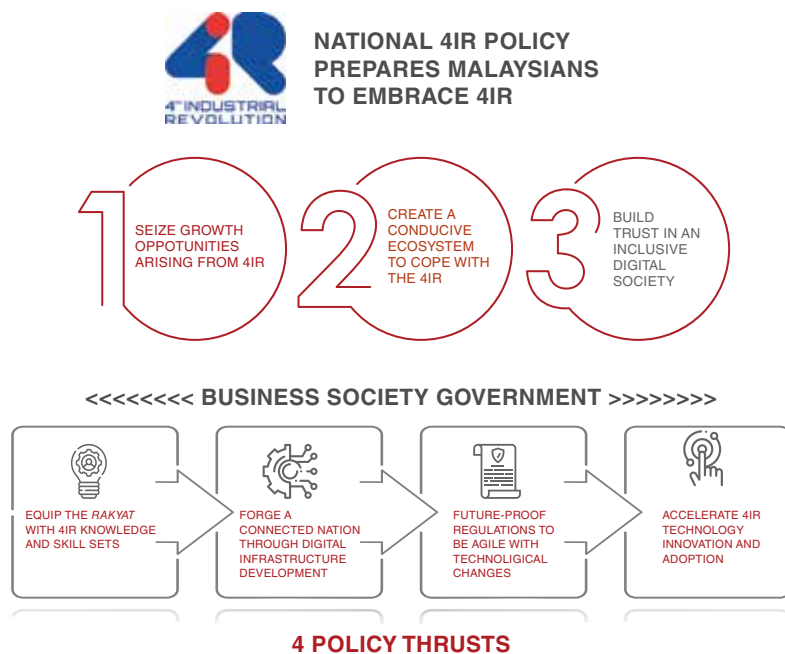 4TH INDUSTRIAL
REVOLUTION
NATIONAL 4IR POLICY
PREPARES MALAYSIANS
TO EMBRACE 4IR
1
SEIZE GROWTH
OPPOTUNITIES
ARISING FROM 4IR
2
CREATE A
CONDUCIVE
ECOSYSTEM
TO COPE WITH
THE 4IR
3
BUILD
TRUST IN AN
INCLUSIVE
DIGITAL
SOCIETY
<<<<<<<< BUSINESS SOCIETY GOVERNMENT >>>>>>>>
EQUIP THE RAKYAT
WITH 4IR KNOWLEDGE
AND SKILL SETS
FORGE A
CONNECTED NATION
THROUGH DIGITAL
INFRASTRUCTURE
DEVELOPMENT
FUTURE-PROOF
REGULATIONS TO
BE AGILE WITH
TECHNOLIGICAL
CHANGES
ACCELERATE 4IR
TECHNOLOGY
INNOVATION AND
ADOPTION
4 POLICY THRUSTS